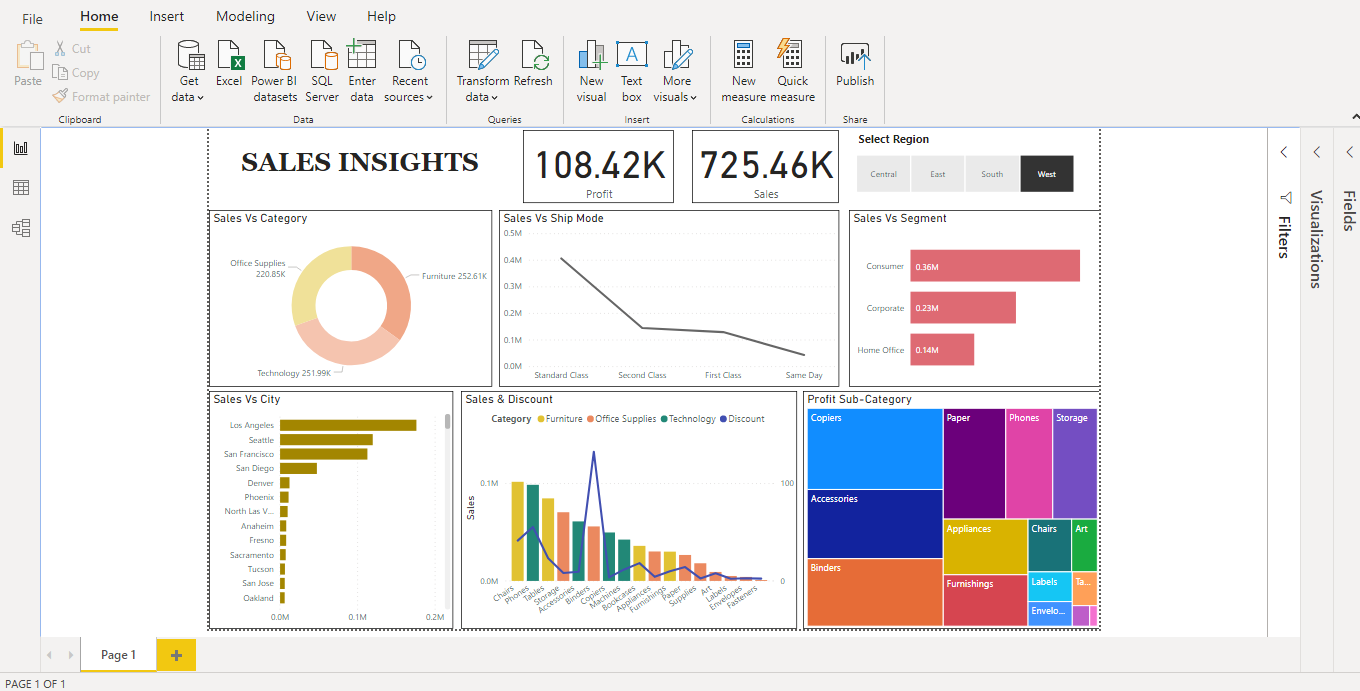 File
Home
Insert
Modeling
View
Help
Paste
Cut
Copy
Format painter
Clipboard
Get data
Excel
Power BI datasets
SQL Server
Enter data
Recent sources
Data
Transform data
Refresh
Queries
New visual
Text box
More visuals
Insert
New measure
Quick measure
Calculations
Publish
Share
SALES INSIGHTS
108.42K
Profit
725.46K
Sales
Select Region
Central
East
South
West
Sales Vs Category
Office Supplies
220.85K
Furniture 252.61K
Technology 251.99K
Sales Vs Ship Mode
0.5M
0.4M
0.3M
0.2M
0.1M
0.0M
Standard Class
Second Class
First Class
Same Day
Sales Vs Segment
Consumer
0.36M
Corporate
0.23M
Home Office
0.14M
Sales Vs City
Los Angeles
Seattle
San Francisco
San Diego
Denver
Phoenix
North Las V...
Anaheim
Fresno
Sacramento
Tucson
San Jose
Oakland
0.0M
0.1M
0.2M
Sales & Discount
Category
Furniture
Office Supplies
Technology
Discount
Sales
0.1M
0.0M
100
0
Chairs
Phones
Tables
Storage
Accessories
Binders
Copiers
Machines
Bookcases
Appliances
Furnishings
Paper
Supplies
Art
Labels
Envelopes
Fasteners
Profit Sub-Category
Copiers
Accessories
Binders
Paper
Phones
Storage
Appliances
Furnishings
Chairs
Art
Labels
Ta...
Envelo...
Filters
Visualizations
Fields
Page 1
PAGE 1 OF 1